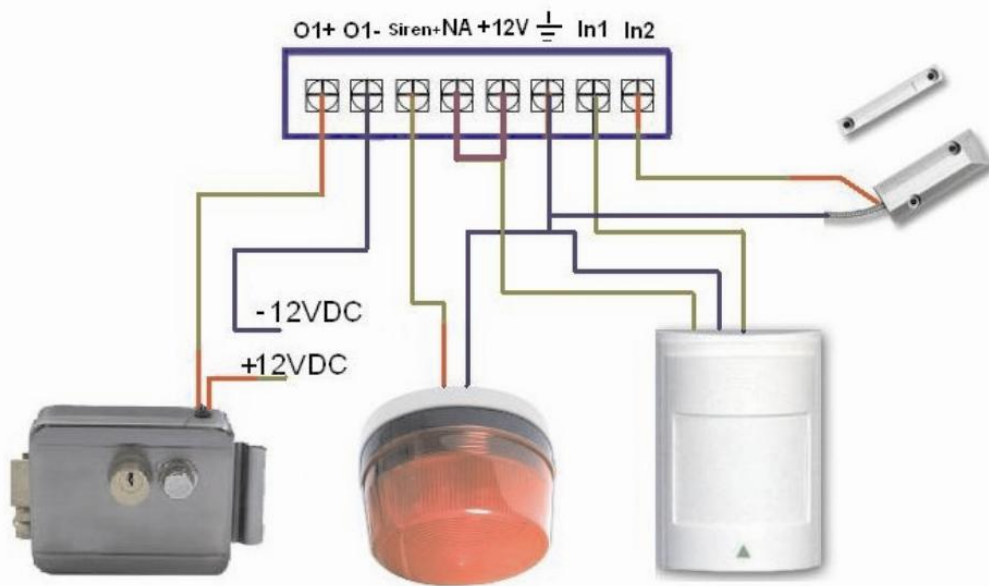 O1+ O1- Siren+ NA +12V In1 In2
-12VDC
+12VDC